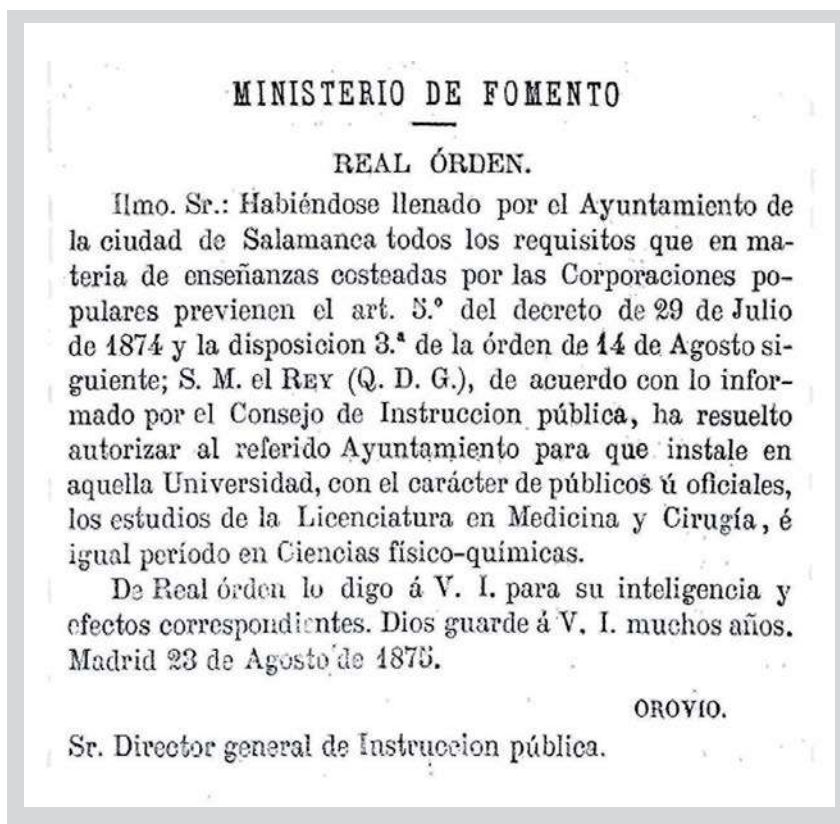 MINISTERIO DE FOMENTO
REAL ÓRDEN.
Ilmo. Sr.: Habiéndose llenado por el Ayuntamiento de
la ciudad de Salamanca todos los requisitos que en ma-
teria de enseñanzas costeadas por las Corporaciones po-
pulares previenen el art. 5.º del decreto de 29 de Julio
de 1874 y la disposicion 3.ª de la órden de 14 de Agosto si-
guiente; S. M. el REY (Q. D. G.), de acuerdo con lo infor-
mado por el Consejo de Instruccion pública, ha resuelto
autorizar al referido Ayuntamiento para que instale en
aquella Universidad, con el carácter de públicos ú oficiales,
los estudios de la Licenciatura en Medicina y Cirugía, é
igual período en Ciencias físico-químicas.
De Real órden lo digo á V. I. para su inteligencia y
efectos correspondientes. Dios guarde á V. I. muchos años.
Madrid 23 de Agosto de 1875.
OROVIO.
Sr. Director general de Instruccion pública.